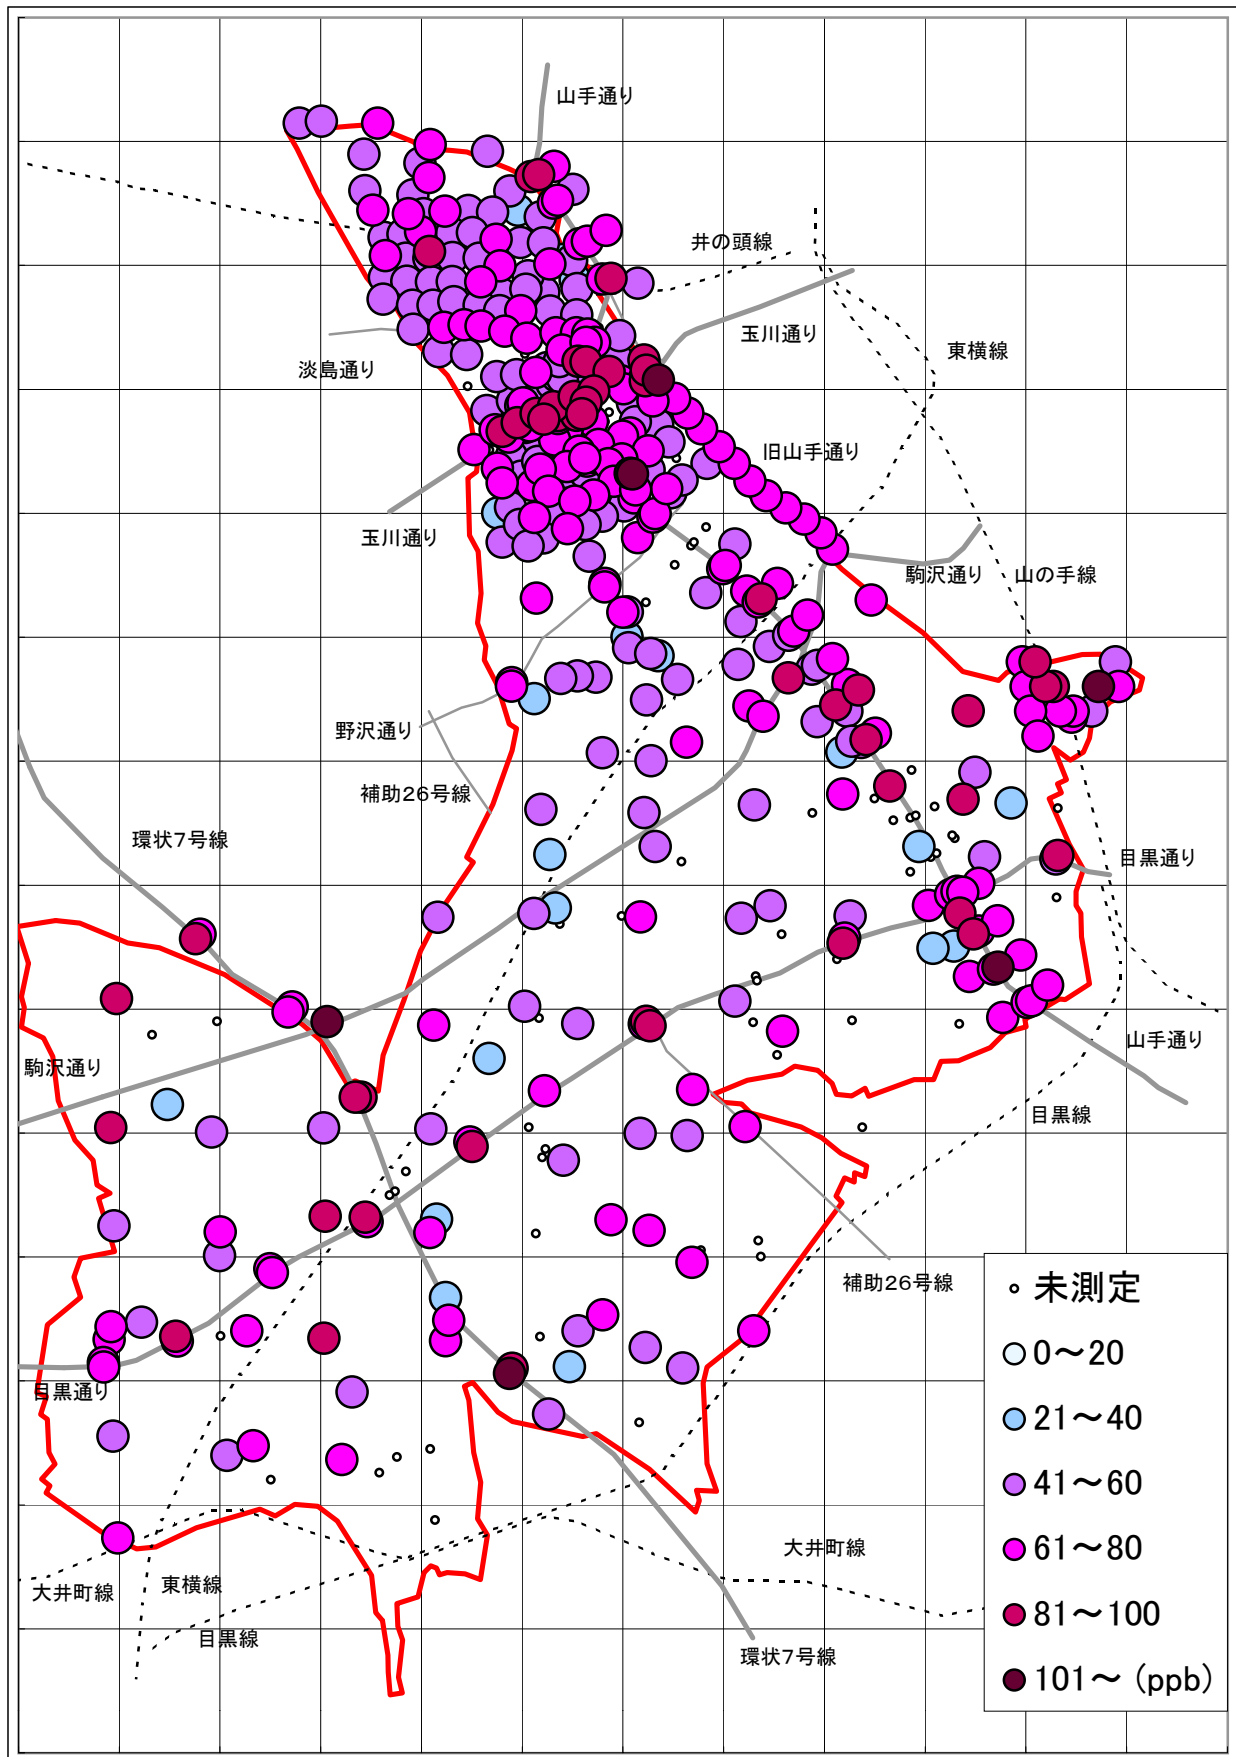 山手通り
井の頭線
玉川通り
東横線
淡島通り
旧山手通り
玉川通り
駒沢通り
山の手線
野沢通り
補助26号線
環状7号線
目黒通り
山手通り
駒沢通り
目黒線
補助26号線
目黒通り
大井町線
大井町線
東横線
目黒線
環状7号線
未測定
0～20
21～40
41～60
61～80
81～100
101～ (ppb)